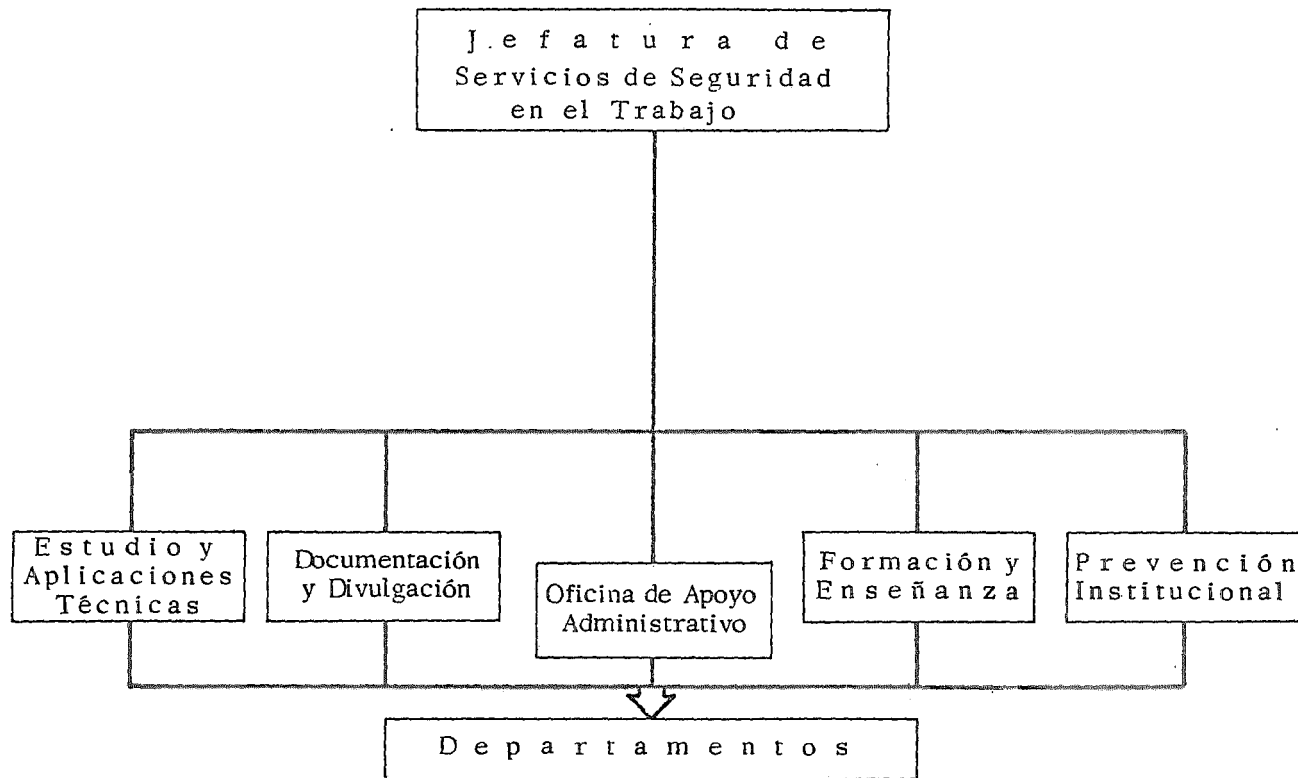 J.efatura de
Servicios de Seguridad
en el Trabajo
Estudio y
Aplicaciones
Técnicas
Documentación
y Divulgación
Oficina de Apoyo
Administrativo
Formación y
Enseñanza
Prevención
Institucional
Departamentos